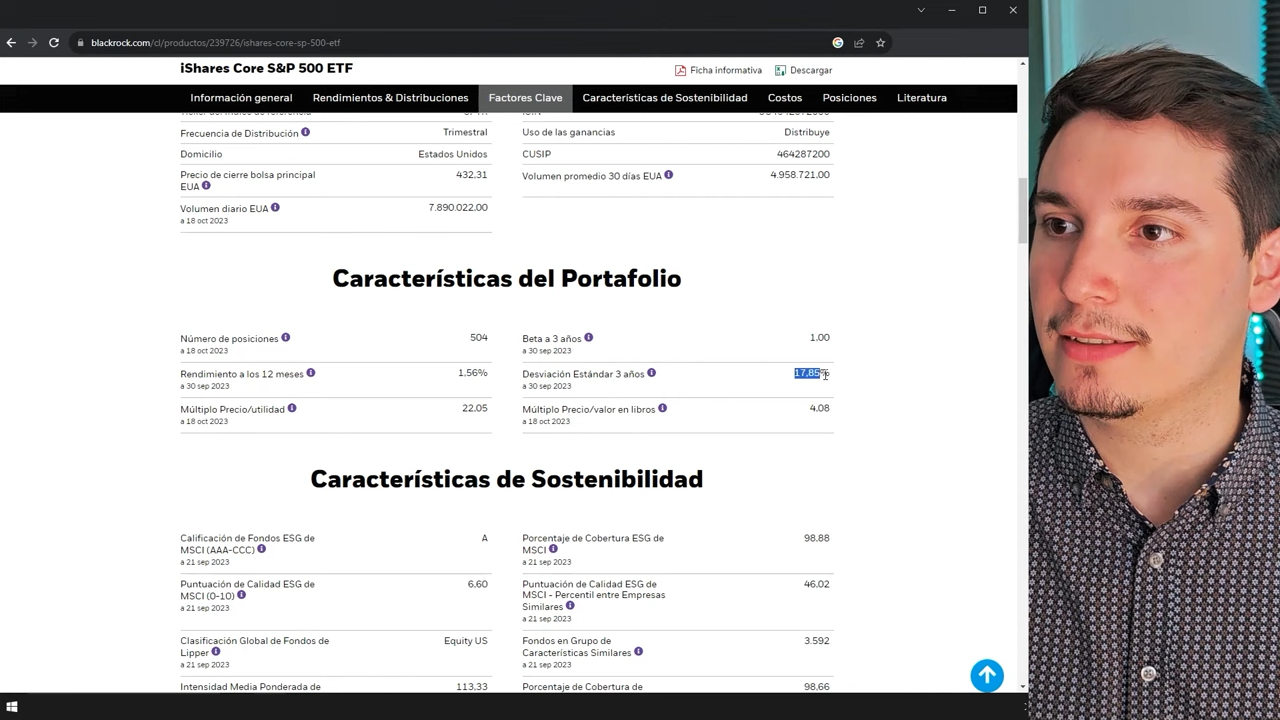 blackrock.com/cl/productos/239726/ishares-core-sp-500-etf
iShares Core S&P 500 ETF
Ficha informativa
Descargar
Información general
Rendimientos & Distribuciones
Factores Clave
Características de Sostenibilidad
Costos
Posiciones
Literatura
Frecuencia de Distribución
Trimestral
Uso de las ganancias
Distribuye
Domicilio
Estados Unidos
CUSIP
464287200
Precio de cierre bolsa principal
EUA
432,31
Volumen promedio 30 días EUA
4.958.721.00
Volumen diario EUA
a 18 oct 2023
7.890.022,00
Características del Portafolio
Número de posiciones
a 18 oct 2023
504
Beta a 3 años
a 30 sep 2023
1.00
Rendimiento a los 12 meses
a 30 sep 2023
1,56%
Desviación Estándar 3 años
a 30 sep 2023
17,85%
Múltiplo Precio/utilidad
a 18 oct 2023
22.05
Múltiplo Precio/valor en libros
a 18 oct 2023
4.08
Características de Sostenibilidad
Calificación de Fondos ESG de
MSCI (AAA-CCC)
a 21 sep 2023
A
Porcentaje de Cobertura ESG de
MSCI
a 21 sep 2023
98.88
Puntuación de Calidad ESG de
MSCI (0-10)
a 21 sep 2023
6.60
Puntuación de Calidad ESG de
MSCI - Percentil entre Empresas
Similares
a 21 sep 2023
46.02
Clasificación Global de Fondos de
Lipper
a 21 sep 2023
Equity US
Fondos en Grupo de
Características Similares
a 21 sep 2023
3.592
Intensidad Media Ponderada de
113,33
Porcentaje de Cobertura de
98.66